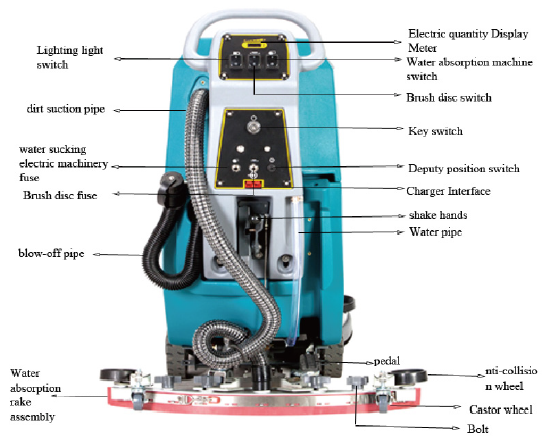 Electric quantity Display
Meter
Lighting light
switch
Water absorption machine
switch
Brush disc switch
dirt suction pipe
Key switch
water sucking
electric machinery
fuse
Deputy position switch
Brush disc fuse
Charger Interface
shake hands
Water pipe
blow-off pipe
pedal
Water
absorption
rake
assembly
nti-collisio
n wheel
Castor wheel
Bolt